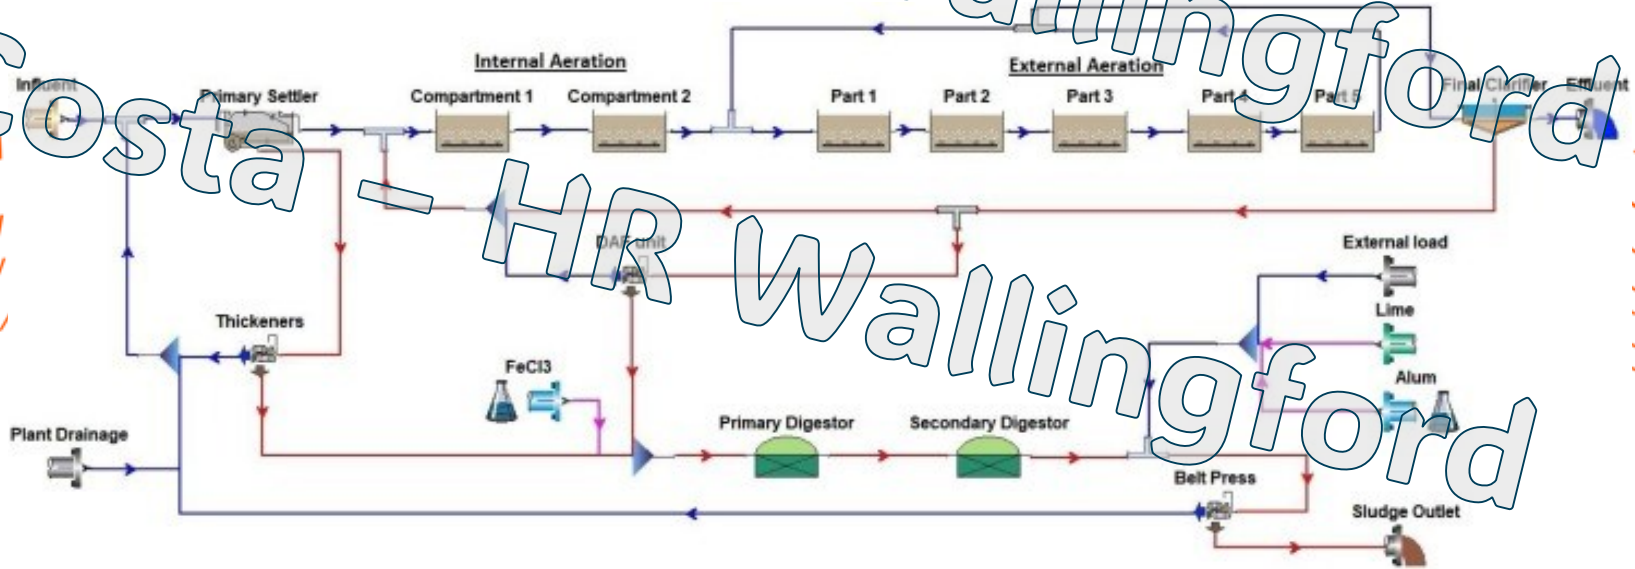 Internal Aeration
External Aeration
Influent
Primary Settler
Compartment 1
Compartment 2
Part 1
Part 2
Part 3
Part 4
Part 5
Final Clarifier
Effluent
Costa – HR Wallingford
Wallingford
DAF unit
External load
Lime
Thickeners
FeCl3
Alum
Plant Drainage
Primary Digestor
Secondary Digestor
Belt Press
Sludge Outlet